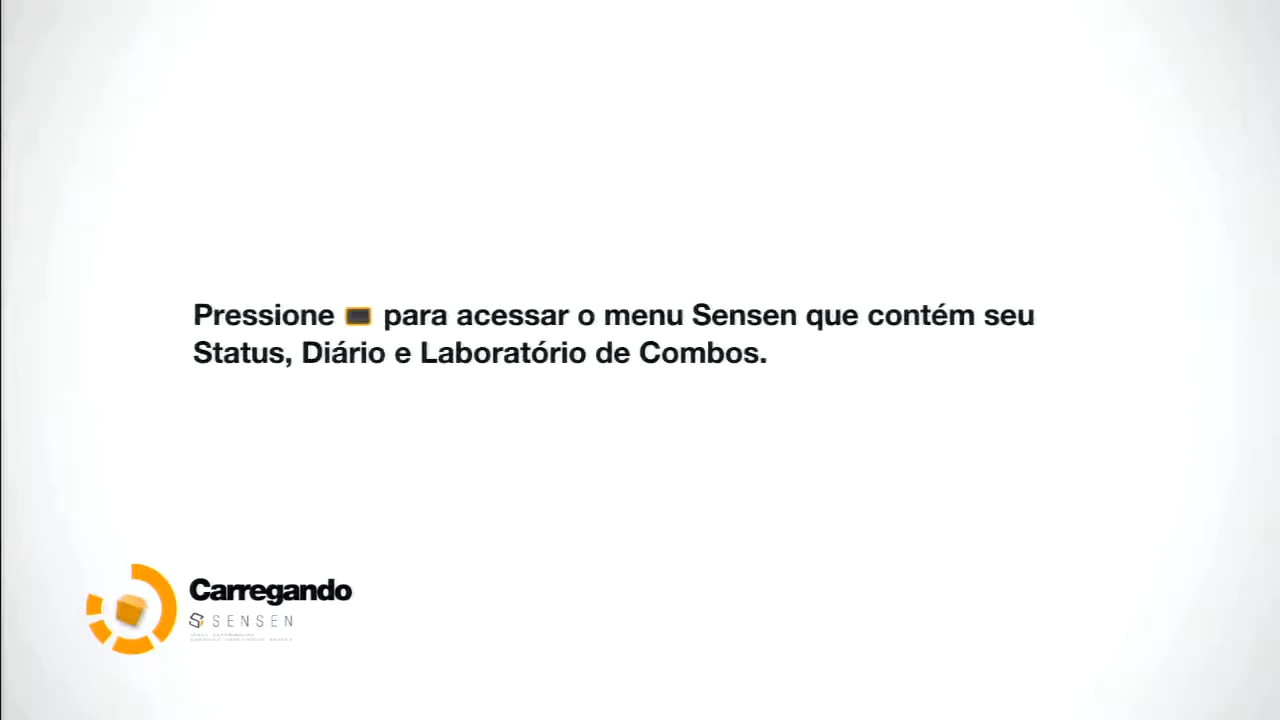 Pressione para acessar o menu Sensen que contém seu
Status, Diário e Laboratório de Combos.
Carregando
SENSEN